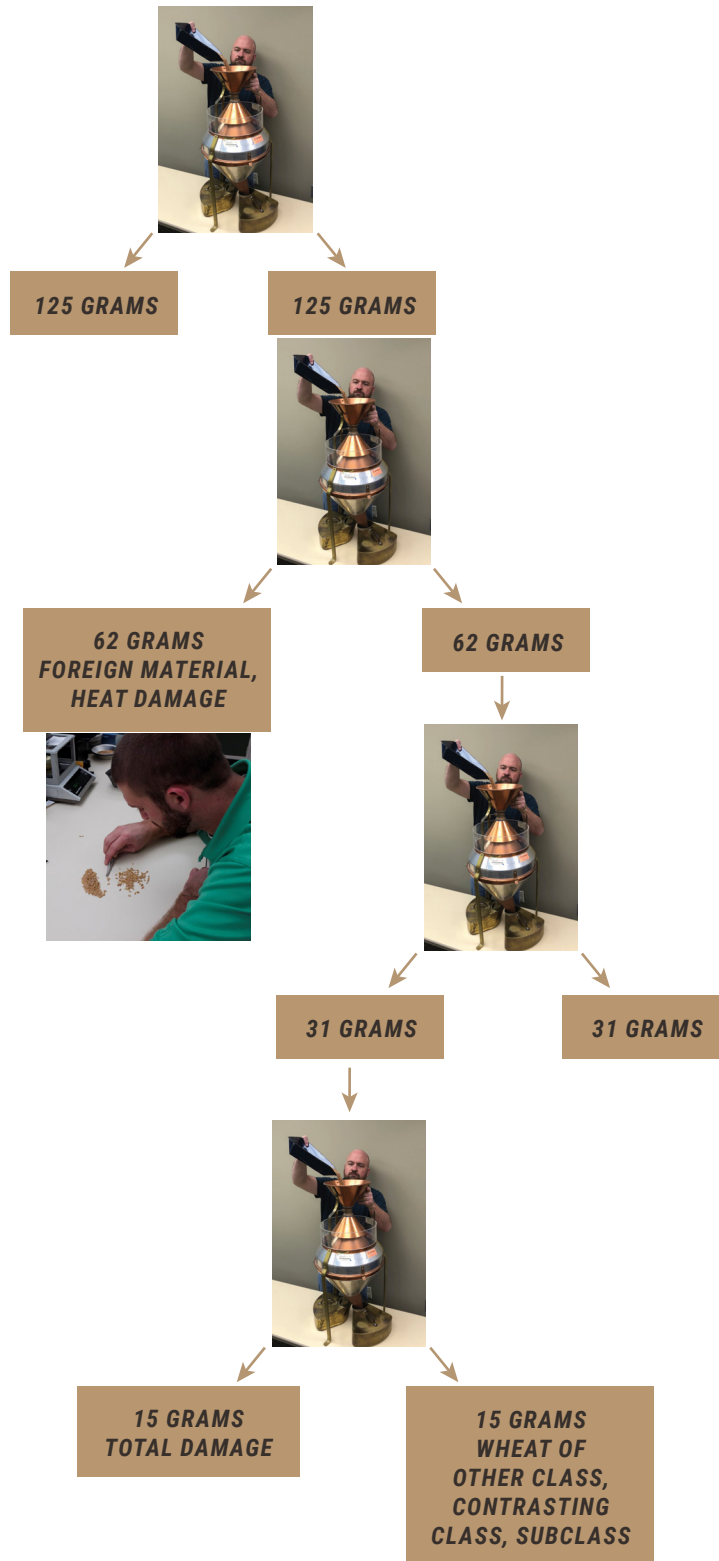 125 GRAMS
125 GRAMS
62 GRAMS
FOREIGN MATERIAL,
HEAT DAMAGE
62 GRAMS
31 GRAMS
31 GRAMS
15 GRAMS
TOTAL DAMAGE
15 GRAMS
WHEAT OF
OTHER CLASS,
CONTRASTING
CLASS, SUBCLASS